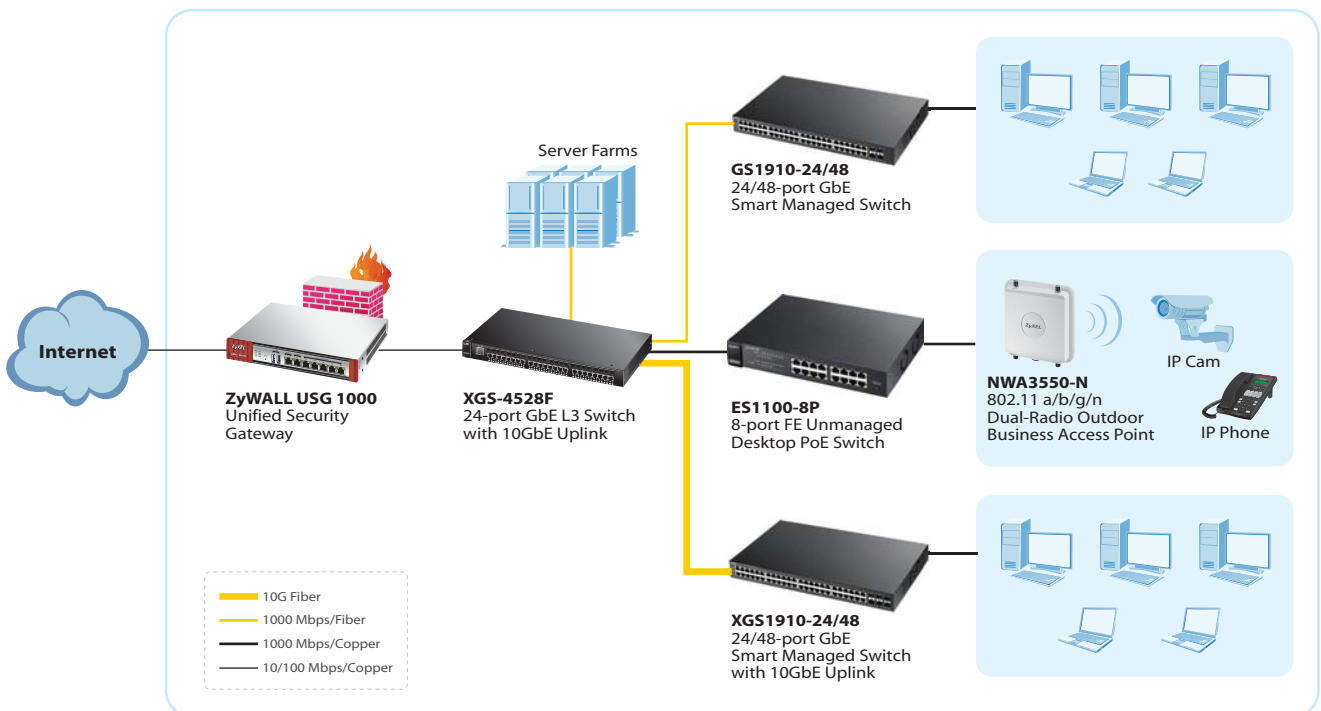 Server Farms
GS1910-24/48
24/48-port GbE
Smart Managed Switch
Internet
ZyXEL
ZyWALL USG 1000
Unified Security
Gateway
XGS-4528F
24-port GbE L3 Switch
with 10GbE Uplink
ES1100-8P
8-port FE Unmanaged
Desktop PoE Switch
ZyXEL
NWA3550-N
802.11 a/b/g/n
Dual-Radio Outdoor
Business Access Point
IP Cam
IP Phone
XGS1910-24/48
24/48-port GbE
Smart Managed Switch
with 10GbE Uplink
10G Fiber
1000 Mbps/Fiber
1000 Mbps/Copper
10/100 Mbps/Copper